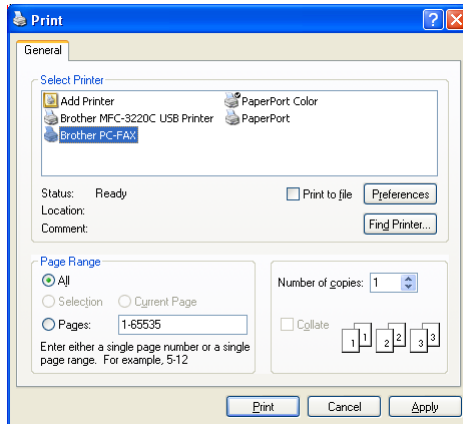 Print
General
Select Printer
Add Printer
PaperPort Color
Brother MFC-3220C USB Printer
PaperPort
Brother PC-FAX
Status: Ready
Print to file
Preferences
Location:
Comment:
Find Printer...
Page Range
All
Selection
Current Page
Pages: 1-65535
Enter either a single page number or a single
page range. For example, 5-12
Number of copies: 1
Collate
1 1 2 2 3 3
Print
Cancel
Apply